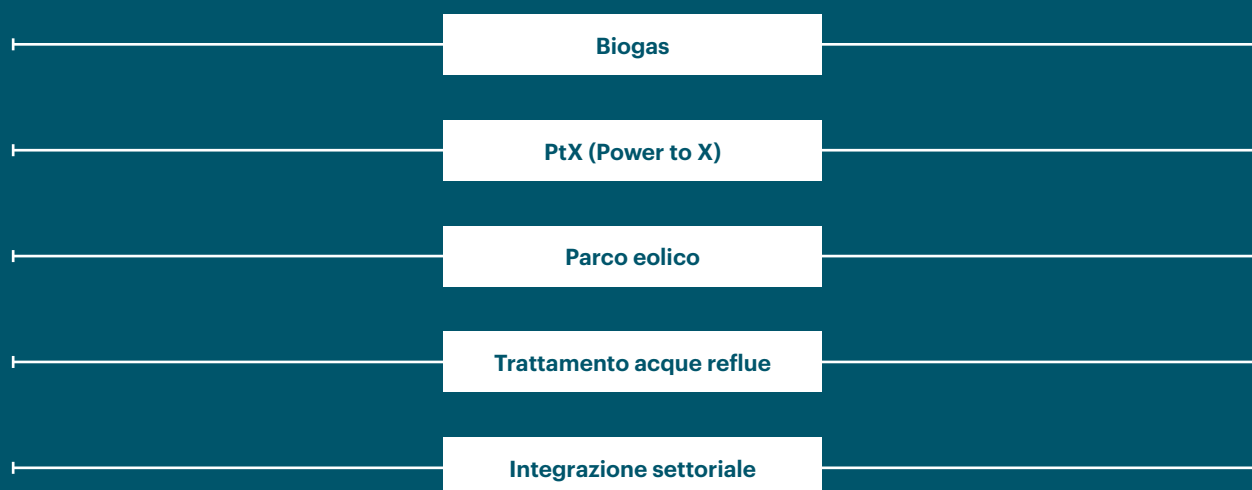 Biogas
PtX (Power to X)
Parco eolico
Trattamento acque reflue
Integrazione settoriale